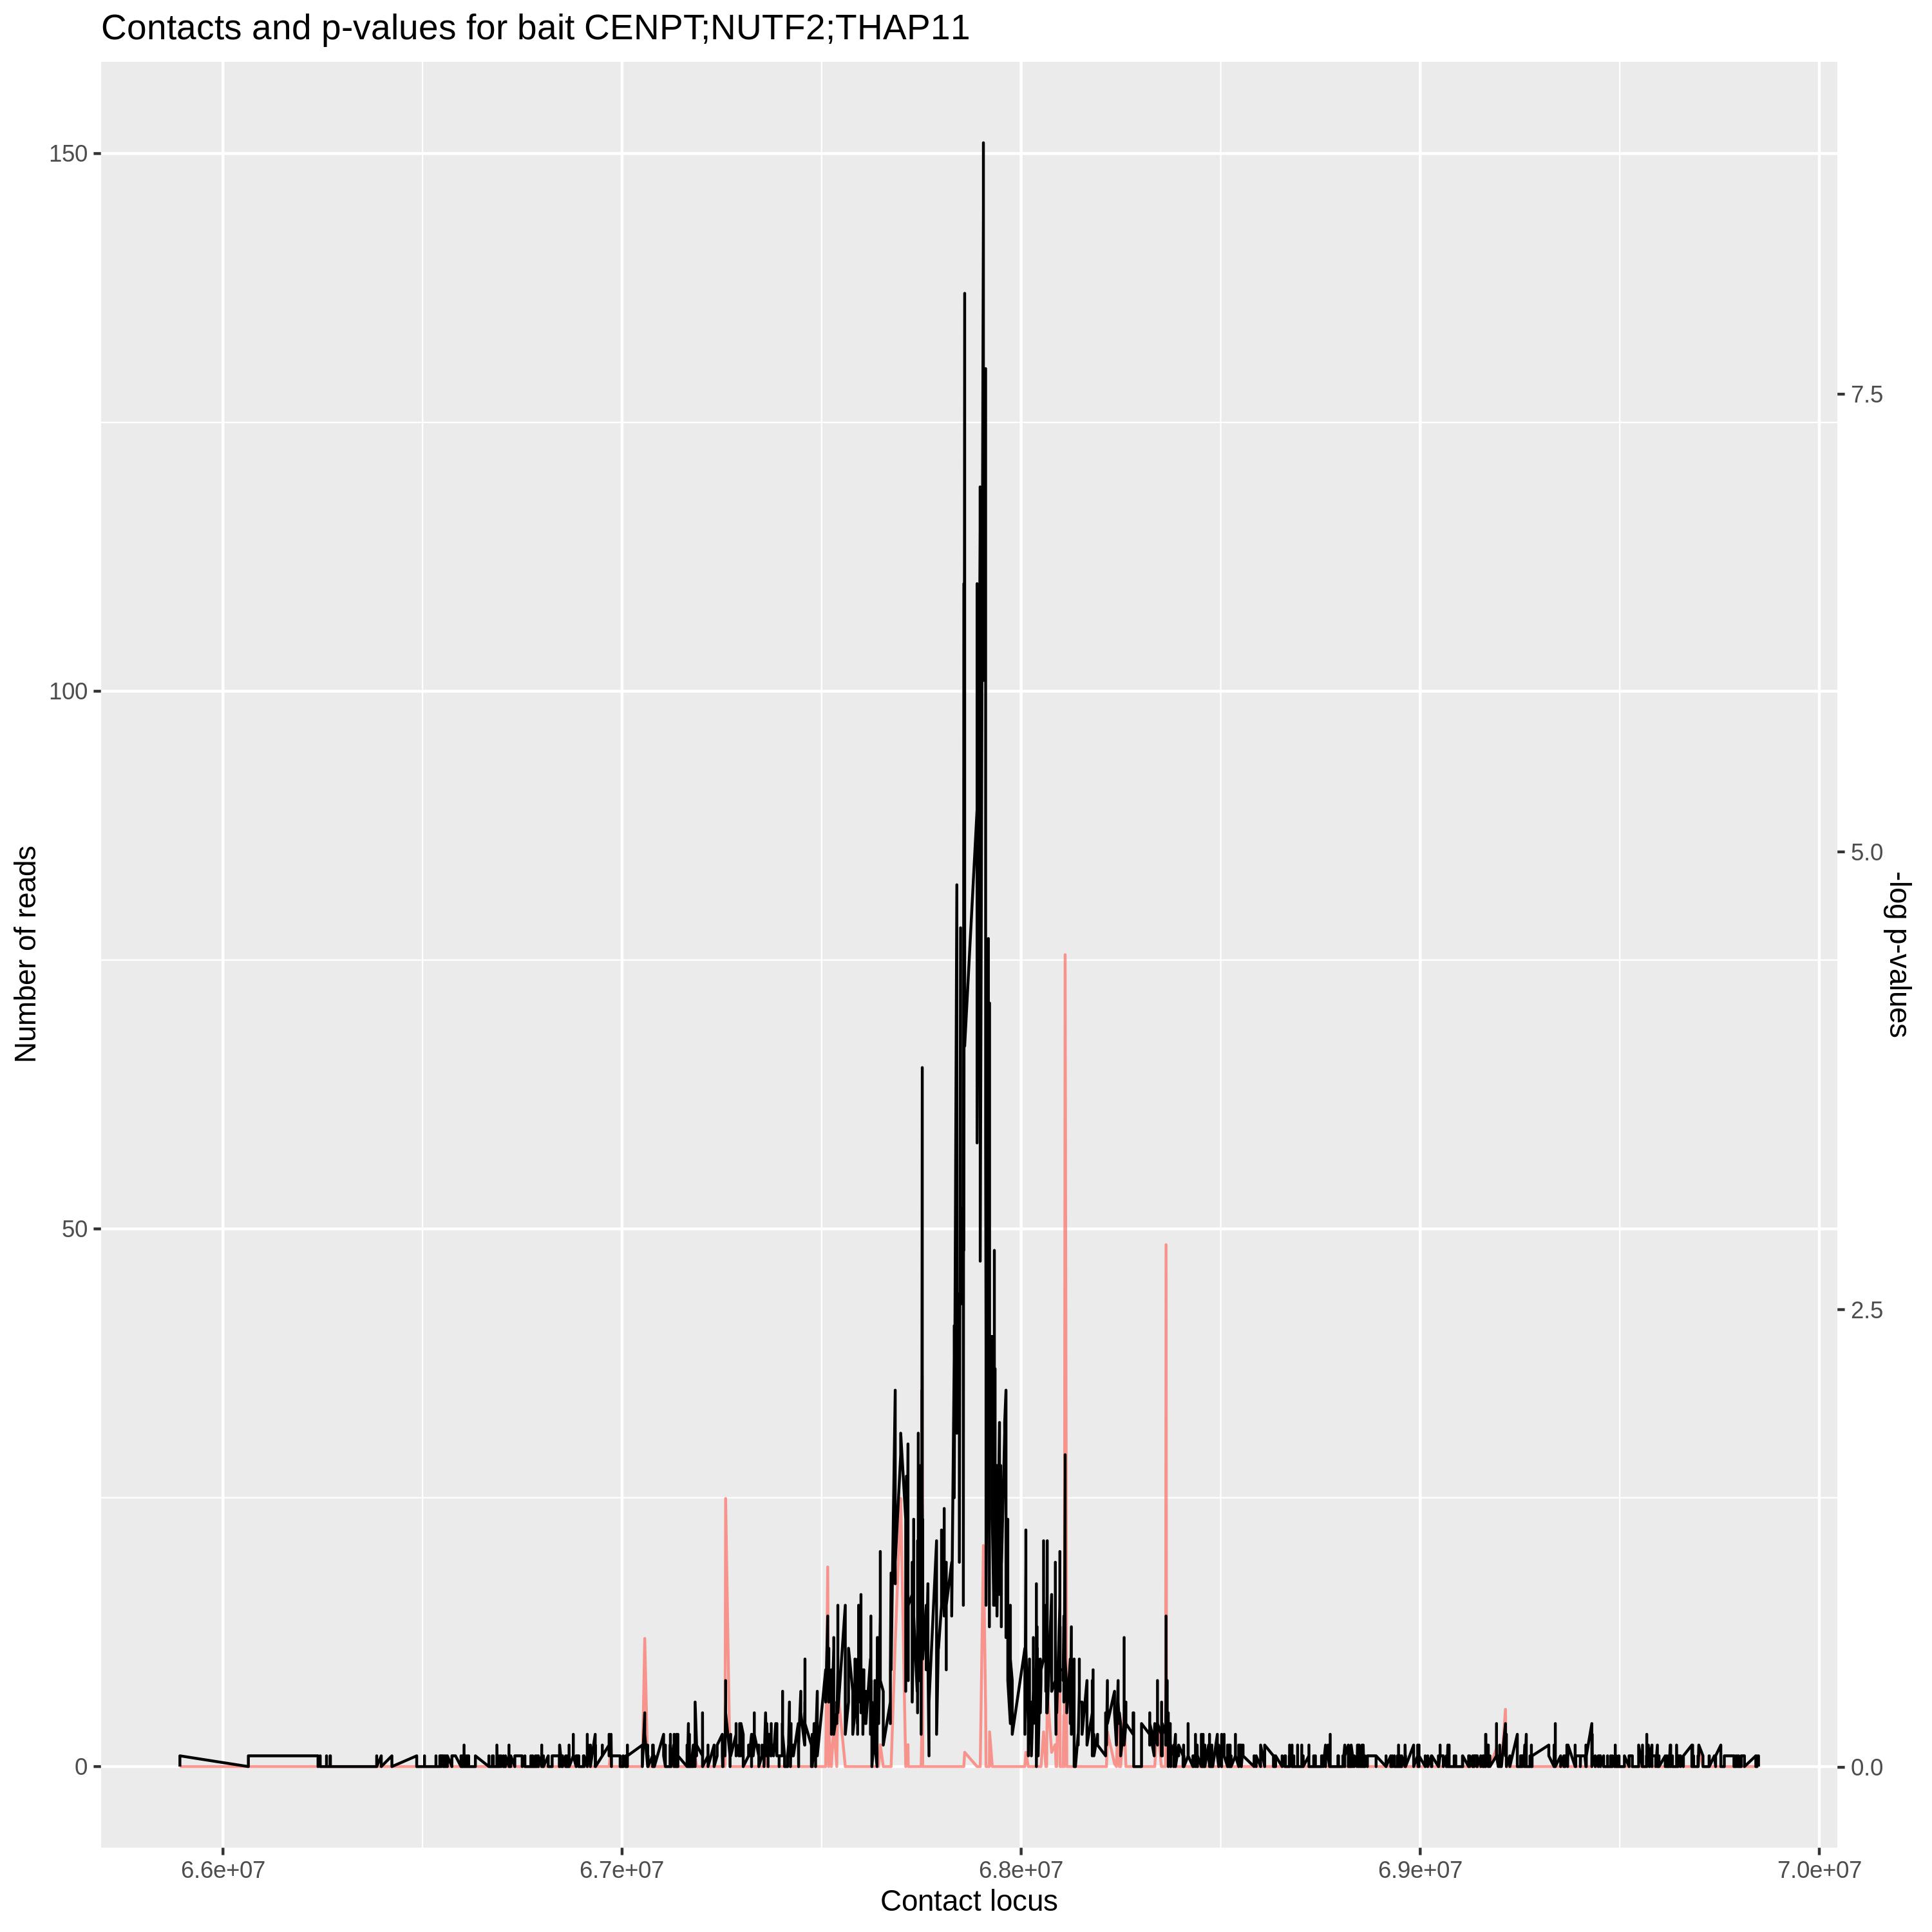 Contacts and p-values for bait CENPT;NUTF2;THAP11
150
100
50
0
Number of reads
7.5
5.0
2.5
0.0
-log p-values
6.6e+07 6.7e+07 6.8e+07 6.9e+07 7.0e+07
Contact locus